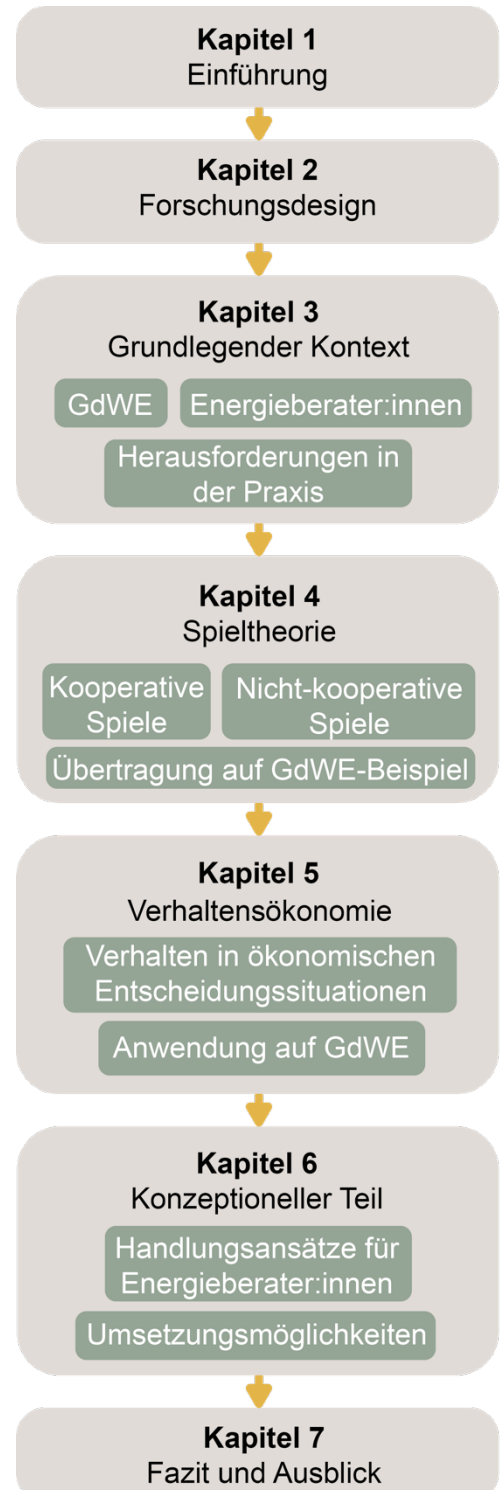 Kapitel 1
Einführung
Kapitel 2
Forschungsdesign
Kapitel 3
Grundlegender Kontext
GdWE
Energieberater:innen
Herausforderungen in
der Praxis
Kapitel 4
Spieltheorie
Kooperative
Spiele
Nicht-kooperative
Spiele
Übertragung auf GdWE-Beispiel
Kapitel 5
Verhaltensökonomie
Verhalten in ökonomischen
Entscheidungssituationen
Anwendung auf GdWE
Kapitel 6
Konzeptioneller Teil
Handlungsansätze für
Energieberater:innen
Umsetzungsmöglichkeiten
Kapitel 7
Fazit und Ausblick